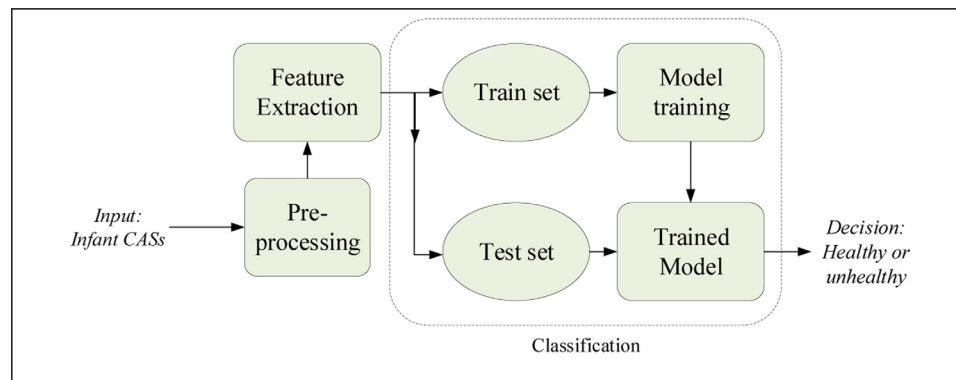 Input:
Infant CASs
Pre-
processing
Feature
Extraction
Train set
Model
training
Test set
Trained
Model
Decision:
Healthy or
unhealthy
Classification